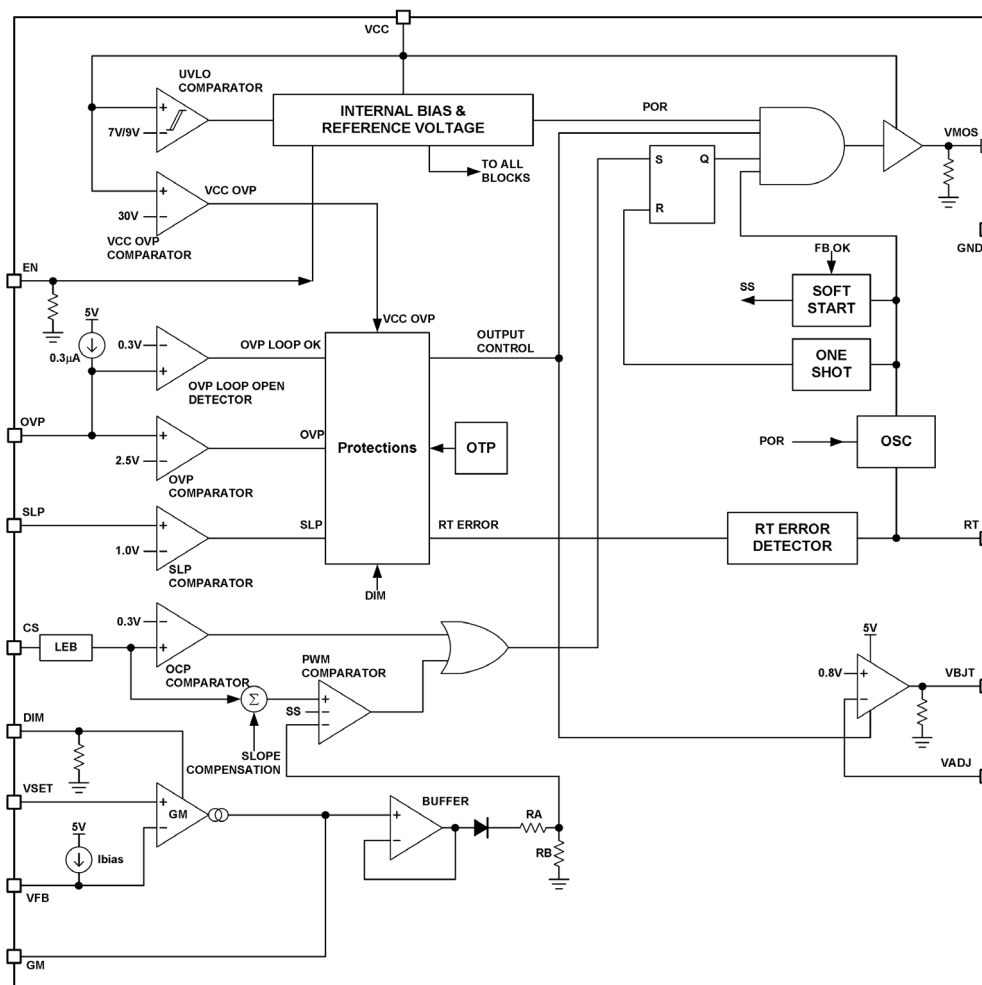 VCC
UVLO
COMPARATOR
+
7V/9V
−
INTERNAL BIAS &
REFERENCE VOLTAGE
POR
VMOS
TO ALL
BLOCKS
S
Q
R
+
VCC OVP
30V
−
VCC OVP
COMPARATOR
GND
EN
FB OK
SS
SOFT
START
5V
0.3µA
0.3V
−
+
OVP LOOP OK
OVP LOOP OPEN
DETECTOR
VCC OVP
OUTPUT
CONTROL
ONE
SHOT
OVP
+
2.5V
−
OVP
OVP
COMPARATOR
Protections
OTP
POR
OSC
SLP
+
1.0V
−
SLP
SLP
COMPARATOR
RT ERROR
RT ERROR
DETECTOR
RT
DIM
CS
LEB
0.3V
−
+
OCP
COMPARATOR
PWM
COMPARATOR
Σ
+
SS
−
−
SLOPE
COMPENSATION
5V
0.8V
+
−
VBJT
VADJ
DIM
VSET
+
GM
−
5V
Ibias
VFB
BUFFER
+
−
RA
RB
GM